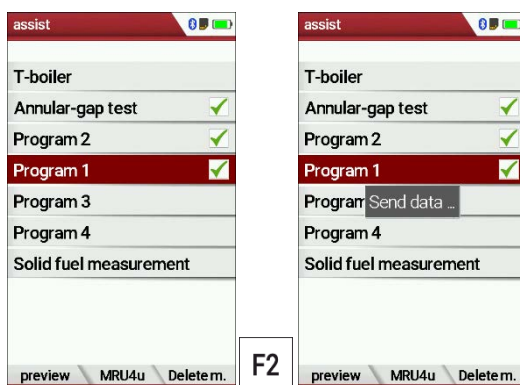 assist
T-boiler
Annular-gap test
Program 2
Program 1
Program 3
Program 4
Solid fuel measurement
preview MRU4u Delete m.
F2
assist
T-boiler
Annular-gap test
Program 2
Program 1
Program Send data ...
Program 4
Solid fuel measurement
preview MRU4u Delete m.